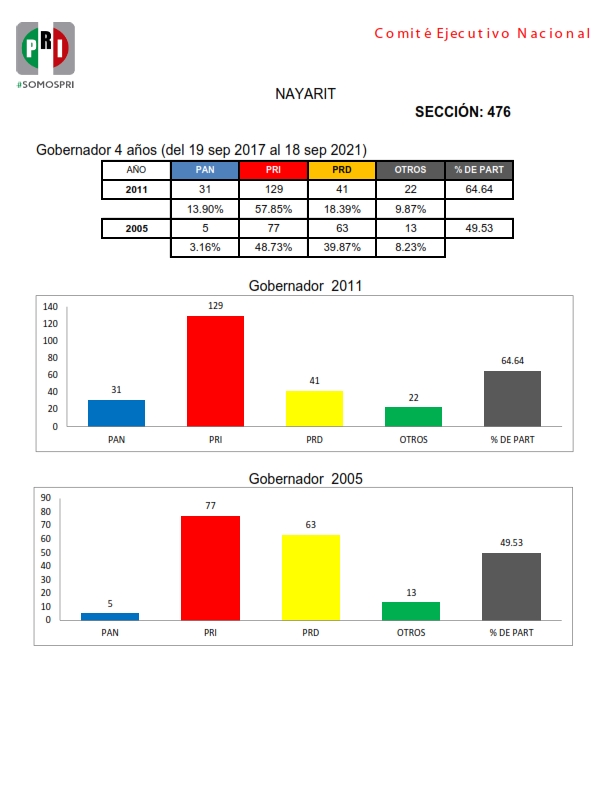 Comité Ejecutivo Nacional
PRI
#SOMOSPRI
NAYARIT
SECCIÓN: 476
Gobernador 4 años (del 19 sep 2017 al 18 sep 2021)
AÑO PAN PRI PRD OTROS % DE PART
2011 31 129 41 22 64.64
13.90% 57.85% 18.39% 9.87%
2005 5 77 63 13 49.53
3.16% 48.73% 39.87% 8.23%
Gobernador 2011
140
120
100
80
60
40
20
0
31 129 41 22 64.64
PAN PRI PRD OTROS % DE PART
Gobernador 2005
90
80
70
60
50
40
30
20
10
0
5 77 63 13 49.53
PAN PRI PRD OTROS % DE PART